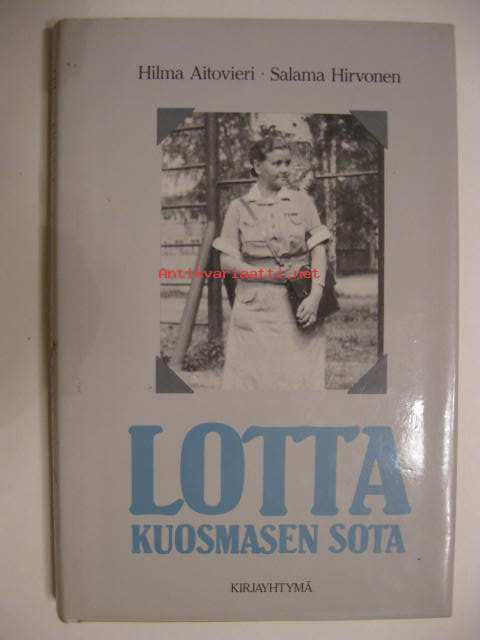 Hilma Aitovieri · Salama Hirvonen
Antikvariaatti.net
LOTTA
KUOSMASEN SOTA
KIRJAYHTYMÄ